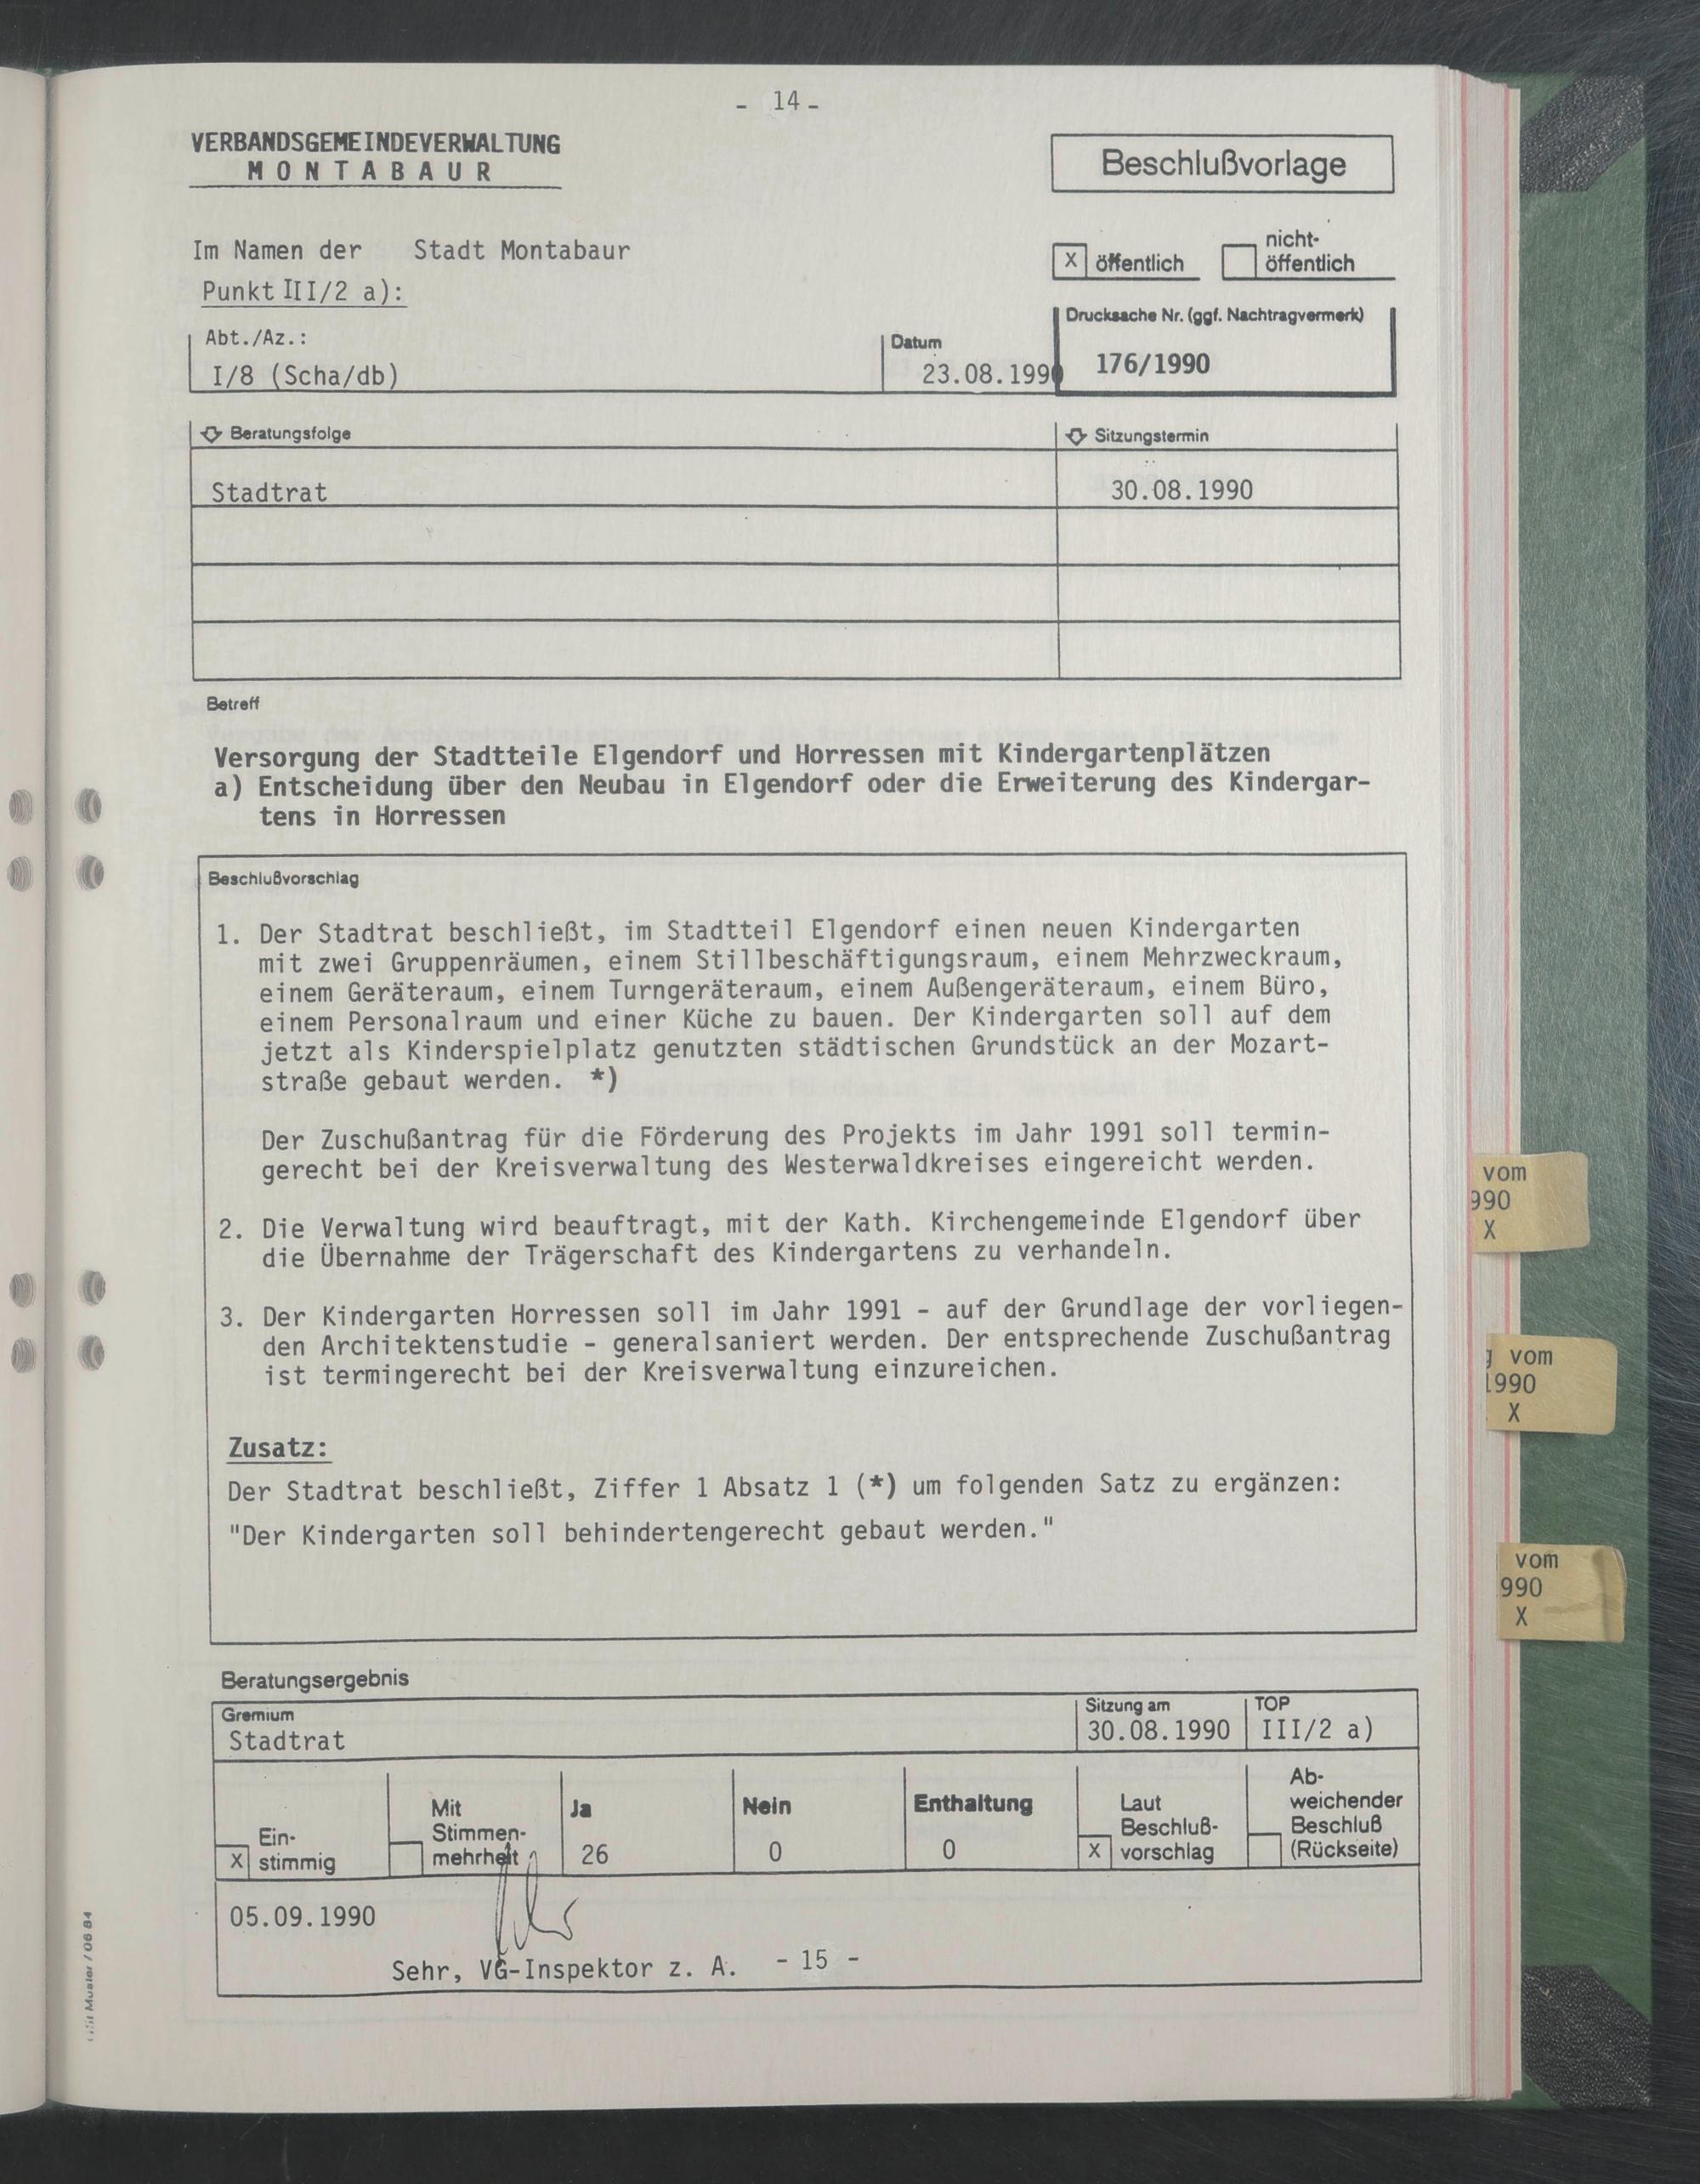 - 14 -
VERBANDSGEMEINDEVERWALTUNG
MONTABAUR
Beschlußvorlage
Im Namen der Stadt Montabaur
X öffentlich
nicht-
öffentlich
Punkt III/2 a):
Abt./Az.:
I/8 (Scha/db)
Datum
23.08.1990
Drucksache Nr. (ggf. Nachtragvermerk)
176/1990
Beratungsfolge
Sitzungstermin
Stadtrat
30.08.1990
Betreff
Versorgung der Stadtteile Elgendorf und Horressen mit Kindergartenplätzen
a) Entscheidung über den Neubau in Elgendorf oder die Erweiterung des Kindergar-
tens in Horressen
Beschlußvorschlag
1. Der Stadtrat beschließt, im Stadtteil Elgendorf einen neuen Kindergarten
mit zwei Gruppenräumen, einem Stillbeschäftigungsraum, einem Mehrzweckraum,
einem Geräteraum, einem Turngeräteraum, einem Außengeräteraum, einem Büro,
einem Personalraum und einer Küche zu bauen. Der Kindergarten soll auf dem
jetzt als Kinderspielplatz genutzten städtischen Grundstück an der Mozart-
straße gebaut werden. *)
Der Zuschußantrag für die Förderung des Projekts im Jahr 1991 soll termin-
gerecht bei der Kreisverwaltung des Westerwaldkreises eingereicht werden.
2. Die Verwaltung wird beauftragt, mit der Kath. Kirchengemeinde Elgendorf über
die Übernahme der Trägerschaft des Kindergartens zu verhandeln.
3. Der Kindergarten Horressen soll im Jahr 1991 - auf der Grundlage der vorliegen-
den Architektenstudie - generalsaniert werden. Der entsprechende Zuschußantrag
ist termingerecht bei der Kreisverwaltung einzureichen.
Zusatz:
Der Stadtrat beschließt, Ziffer 1 Absatz 1 (*) um folgenden Satz zu ergänzen:
"Der Kindergarten soll behindertengerecht gebaut werden."
Beratungsergebnis
Gremium
Stadtrat
Sitzung am
30.08.1990
TOP
III/2 a)
Ein-
X stimmig
Mit
Stimmen-
mehrheit
Ja
26
Nein
0
Enthaltung
0
Laut
Beschluß-
X vorschlag
Ab-
weichender
Beschluß
(Rückseite)
05.09.1990
Sehr, VG-Inspektor z. A. - 15 -
vom
990
X
vom
1990
X
vom
990
X